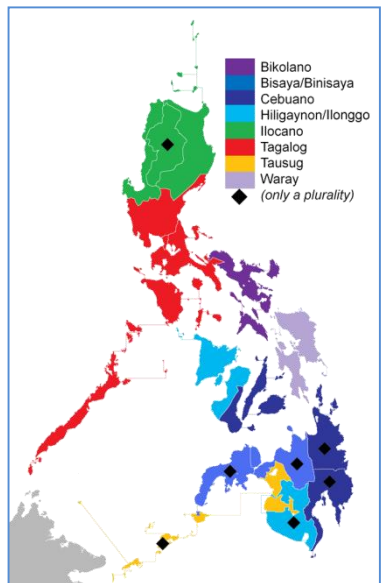 Bikolano
Bisaya/Binisaya
Cebuano
Hiligaynon/Ilonggo
Ilocano
Tagalog
Tausug
Waray
(only a plurality)